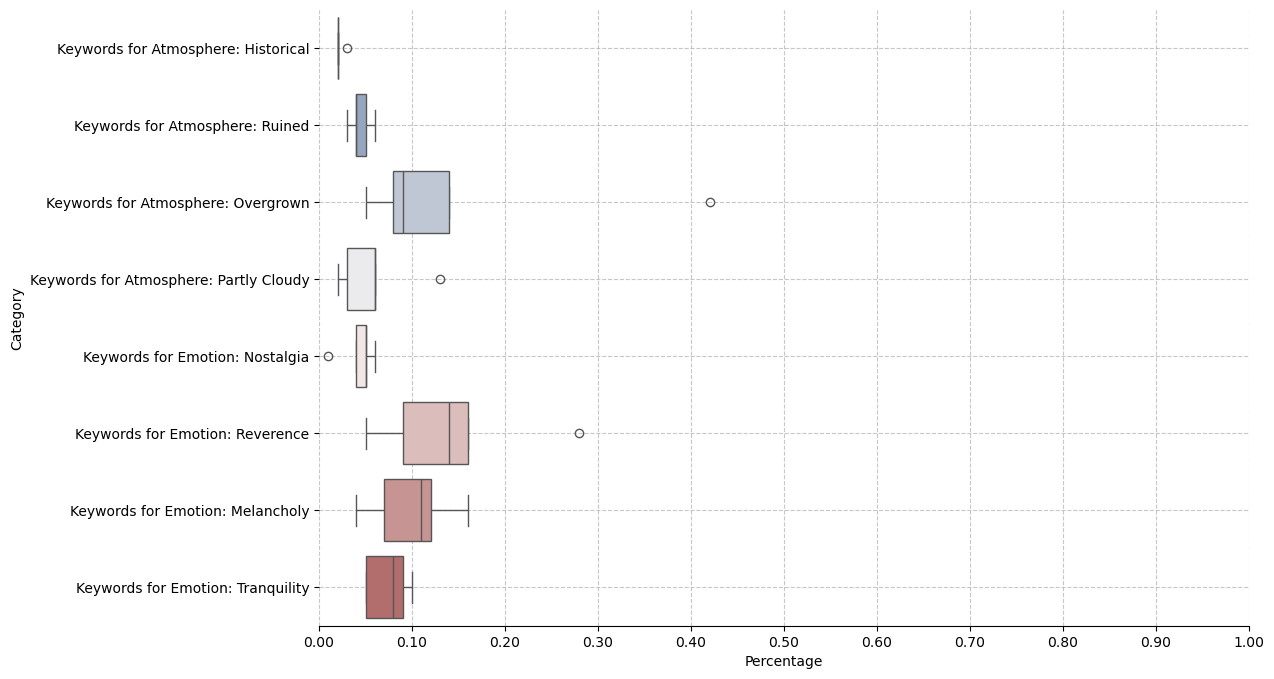 Keywords for Atmosphere: Historical
Keywords for Atmosphere: Ruined
Keywords for Atmosphere: Overgrown
Keywords for Atmosphere: Partly Cloudy
Keywords for Emotion: Nostalgia
Keywords for Emotion: Reverence
Keywords for Emotion: Melancholy
Keywords for Emotion: Tranquility
Category
0.00 0.10 0.20 0.30 0.40 0.50 0.60 0.70 0.80 0.90 1.00
Percentage